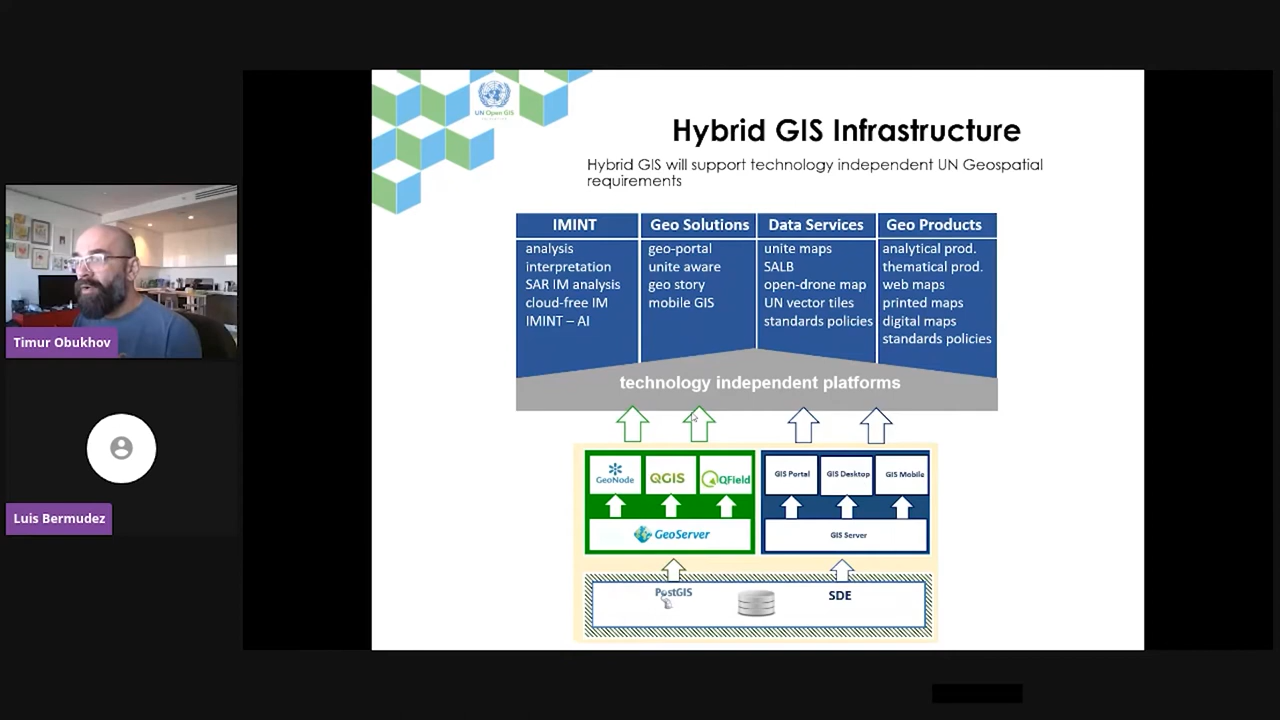 UN Open GIS
Hybrid GIS Infrastructure
Hybrid GIS will support technology independent UN Geospatial
requirements
IMINT
analysis
interpretation
SAR IM analysis
cloud-free IM
IMINT – AI
Geo Solutions
geo-portal
unite aware
geo story
mobile GIS
Data Services
unite maps
SALB
open-drone map
UN vector tiles
standards policies
Geo Products
analytical prod.
thematical prod.
web maps
printed maps
digital maps
standards policies
technology independent platforms
GeoNode
QGIS
QField
GIS Portal
GIS Desktop
GIS Mobile
GeoServer
GIS Server
PostGIS
SDE
Timur Obukhov
Luis Bermudez